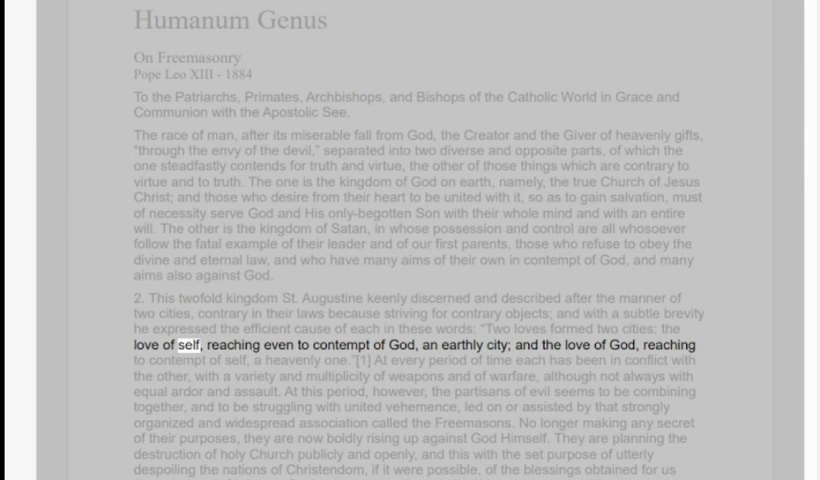 Humanum Genus
On Freemasonry
Pope Leo XIII - 1884
To the Patriarchs, Primates, Archbishops, and Bishops of the Catholic World in Grace and
Communion with the Apostolic See.
The race of man, after its miserable fall from God, the Creator and the Giver of heavenly gifts,
"through the envy of the devil," separated into two diverse and opposite parts, of which the
one steadfastly contends for truth and virtue, the other of those things which are contrary to
virtue and to truth. The one is the kingdom of God on earth, namely, the true Church of Jesus
Christ; and those who desire from their heart to be united with it, so as to gain salvation, must
of necessity serve God and His only-begotten Son with their whole mind and with an entire
will. The other is the kingdom of Satan, in whose possession and control are all whosoever
follow the fatal example of their leader and of our first parents, those who refuse to obey the
divine and eternal law, and who have many aims of their own in contempt of God, and many
aims also against God.
2. This twofold kingdom St. Augustine keenly discerned and described after the manner of
two cities, contrary in their laws because striving for contrary objects; and with a subtle brevity
he expressed the efficient cause of each in these words: "Two loves formed two cities: the
love of self, reaching even to contempt of God, an earthly city; and the love of God, reaching
to contempt of self, a heavenly one."[1] At every period of time each has been in conflict with
the other, with a variety and multiplicity of weapons and of warfare, although not always with
equal ardor and assault. At this period, however, the partisans of evil seems to be combining
together, and to be struggling with united vehemence, led on or assisted by that strongly
organized and widespread association called the Freemasons. No longer making any secret
of their purposes, they are now boldly rising up against God Himself. They are planning the
destruction of holy Church publicly and openly, and this with the set purpose of utterly
despoiling the nations of Christendom, if it were possible, of the blessings obtained for us